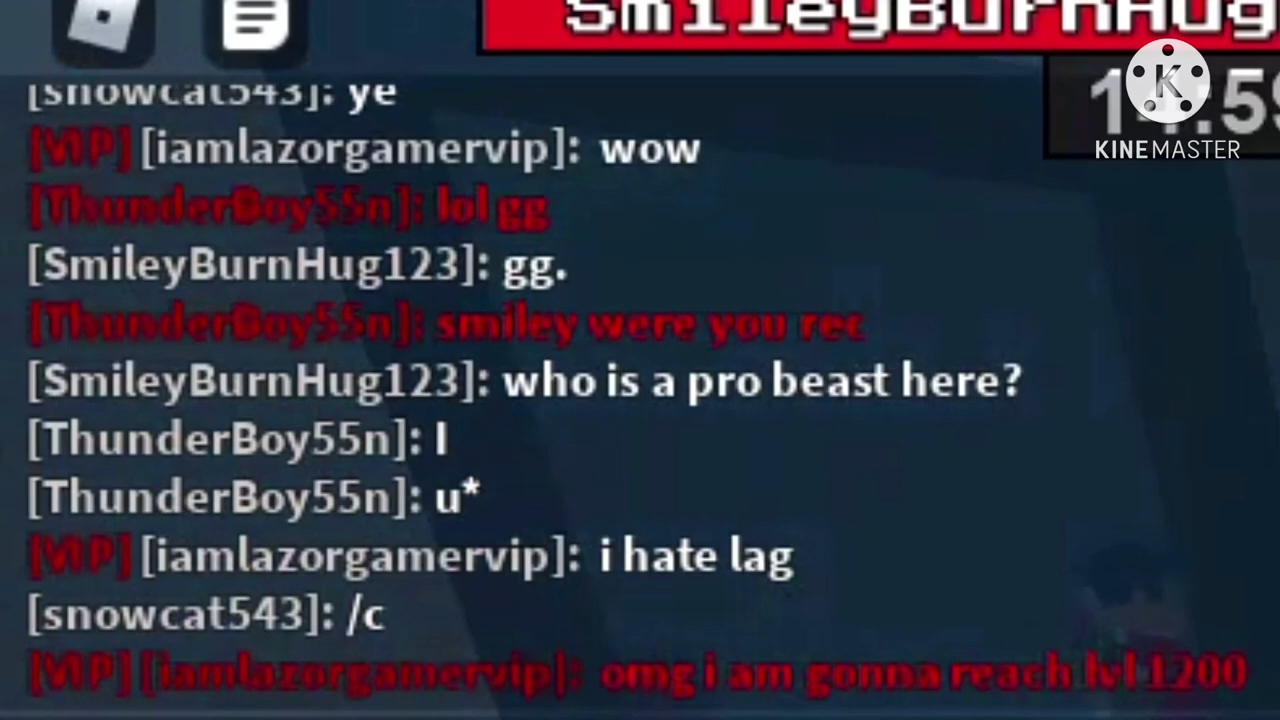 SmileyBurnHug
14:59
KINEMASTER
[snowcat543]: ye
[VIP] [iamlazorgamervip]: wow
[ThunderBoy55n]: lol gg
[SmileyBurnHug123]: gg.
[ThunderBoy55n]: smiley were you rec
[SmileyBurnHug123]: who is a pro beast here?
[ThunderBoy55n]: I
[ThunderBoy55n]: u*
[VIP] [iamlazorgamervip]: i hate lag
[snowcat543]: /c
[VIP] [iamlazorgamervip]: omg i am gonna reach lvl 1200